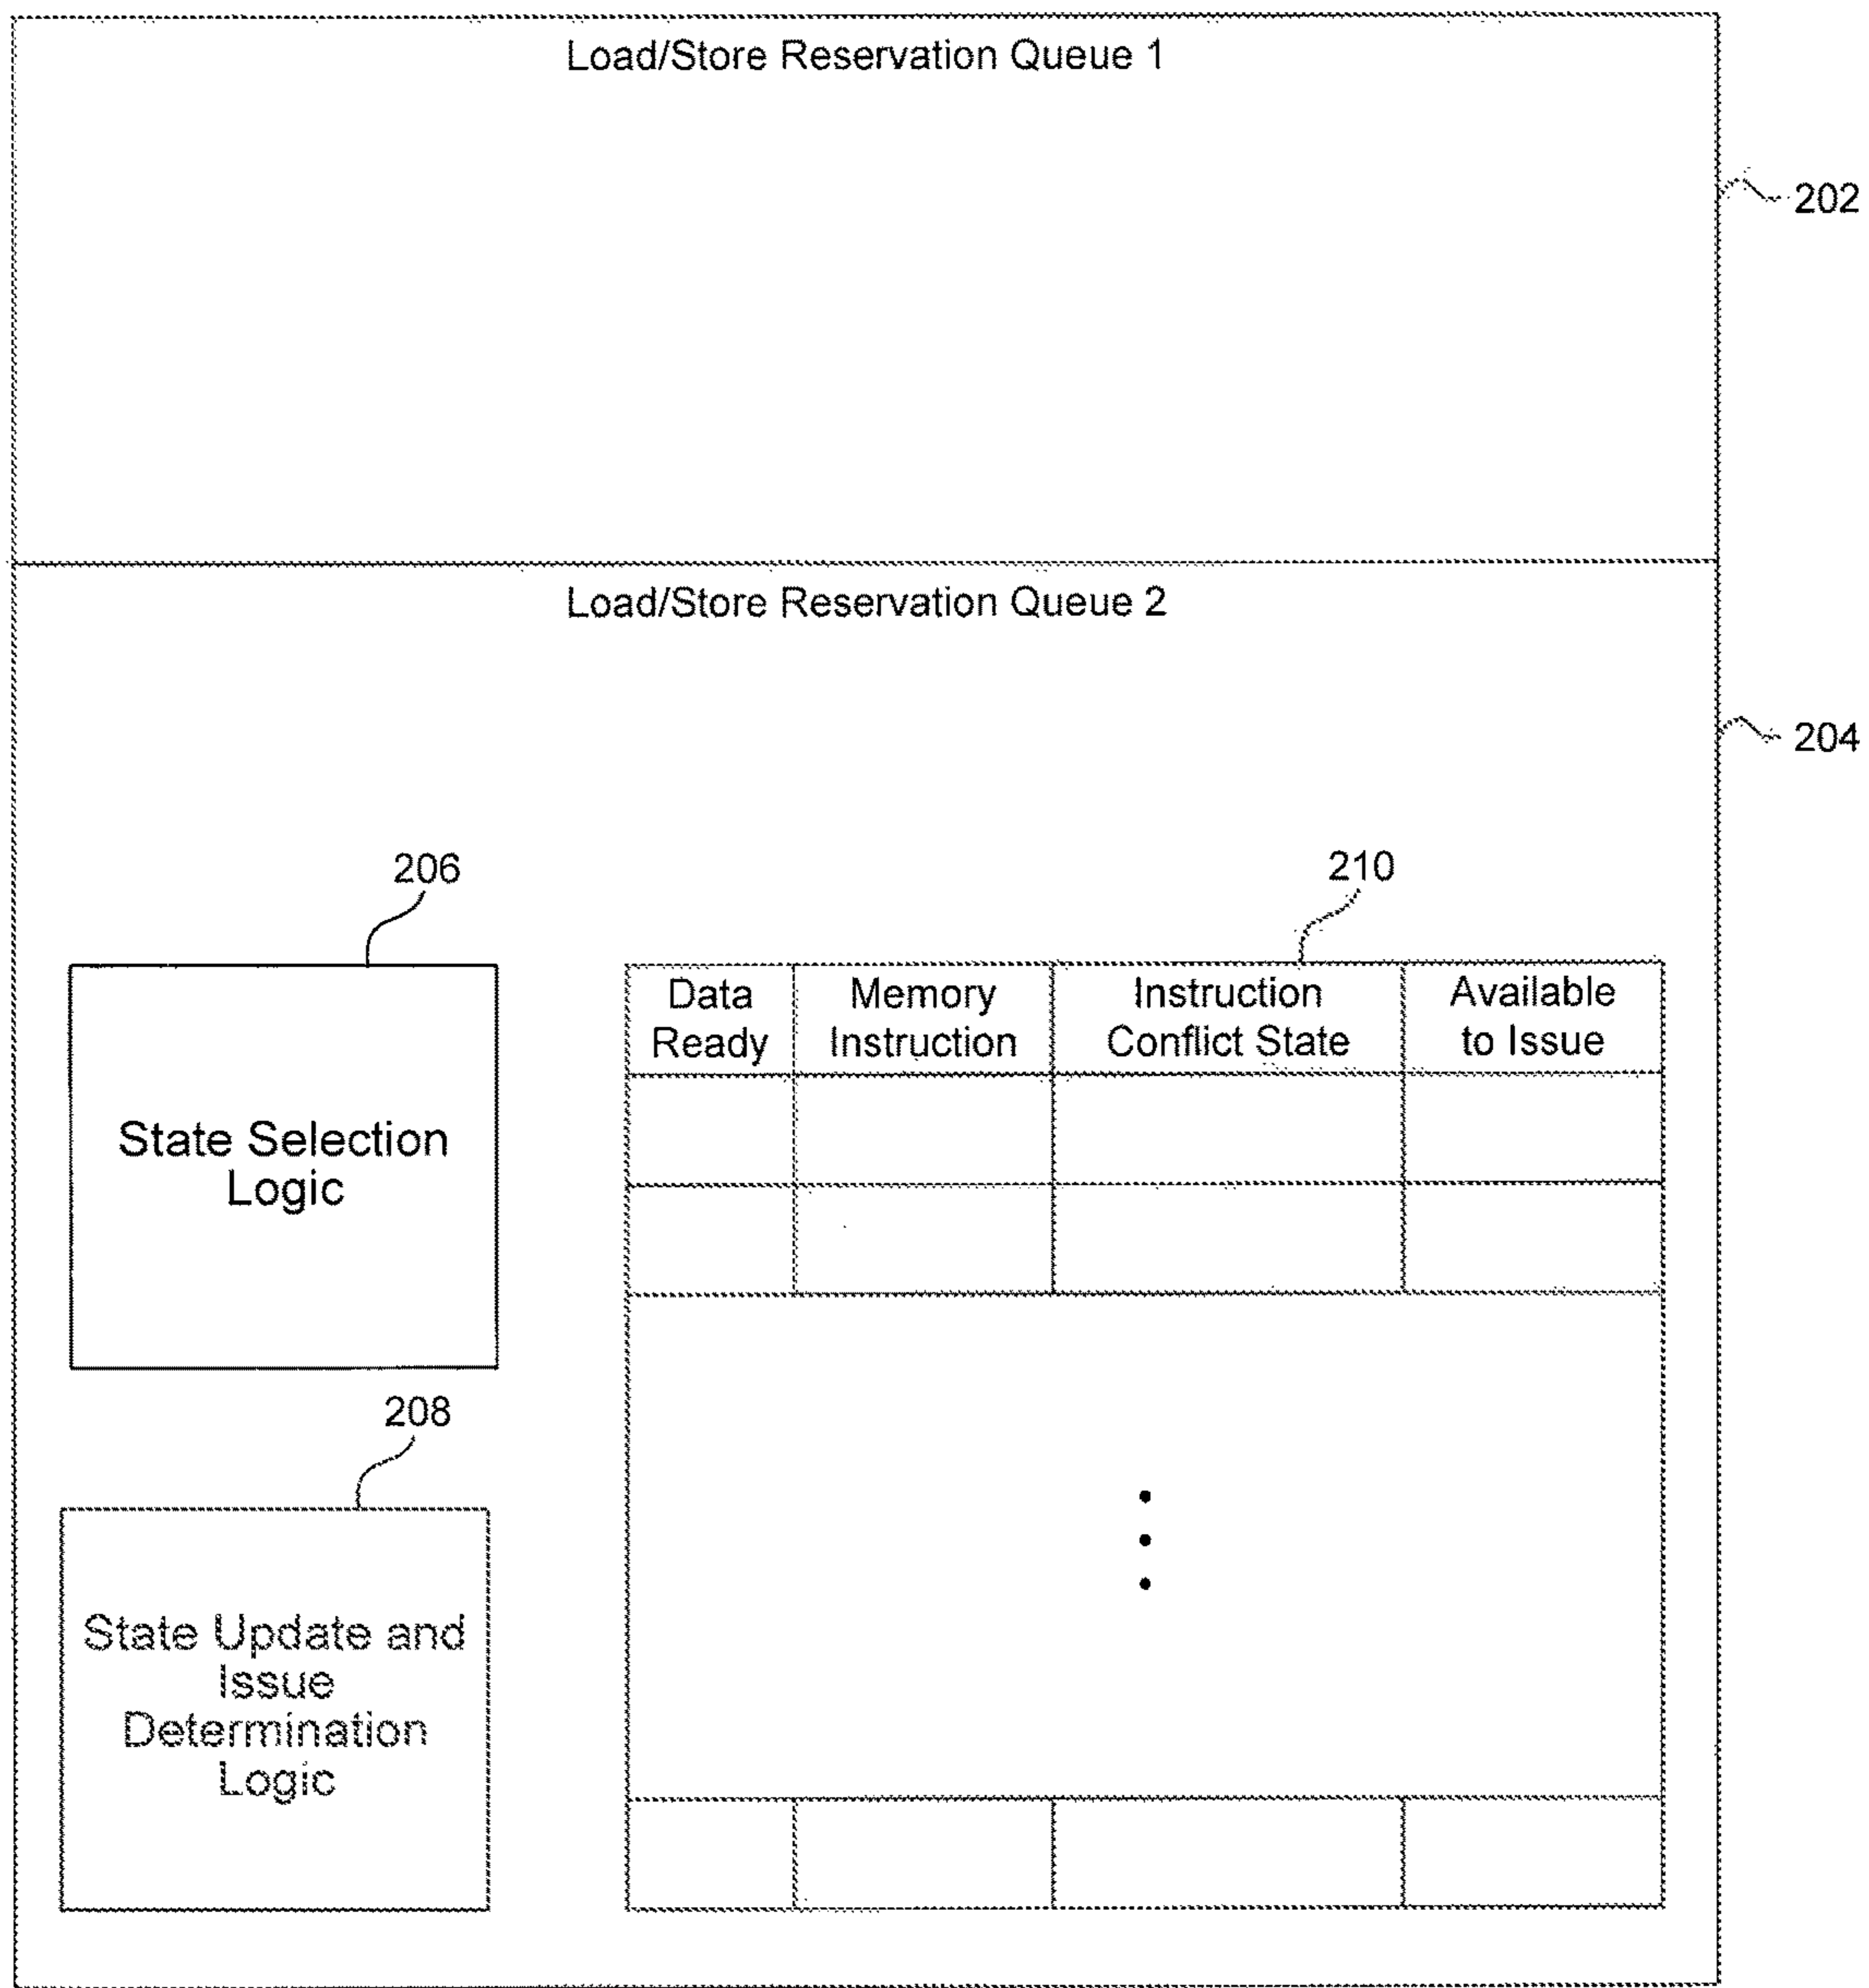 Load/Store Reservation Queue 1
202
Load/Store Reservation Queue 2
204
206
210
State Selection
Logic
Data
Ready
Memory
Instruction
Instruction
Conflict State
Available
to Issue
208
State Update and
Issue
Determination
Logic